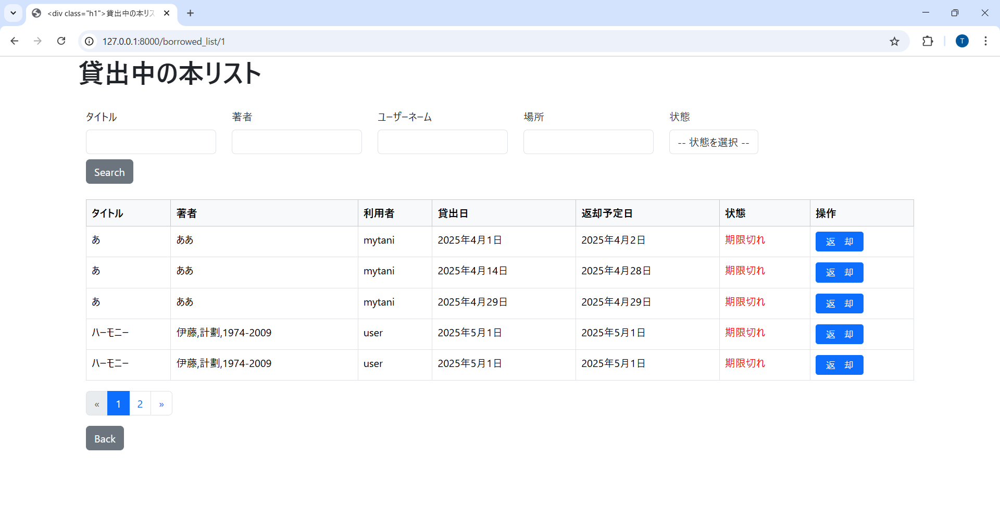 <div class="h1">貸出中の本リス
127.0.0.1:8000/borrowed_list/1
T
貸出中の本リスト
タイトル 著者 ユーザーネーム 場所 状態
-- 状態を選択 --
Search
タイトル 著者 利用者 貸出日 返却予定日 状態 操作
あ ああ mytani 2025年4月1日 2025年4月2日 期限切れ 返　却
あ ああ mytani 2025年4月14日 2025年4月28日 期限切れ 返　却
あ ああ mytani 2025年4月29日 2025年4月29日 期限切れ 返　却
ハーモニー 伊藤,計劃,1974-2009 user 2025年5月1日 2025年5月1日 期限切れ 返　却
ハーモニー 伊藤,計劃,1974-2009 user 2025年5月1日 2025年5月1日 期限切れ 返　却
« 1 2 »
Back